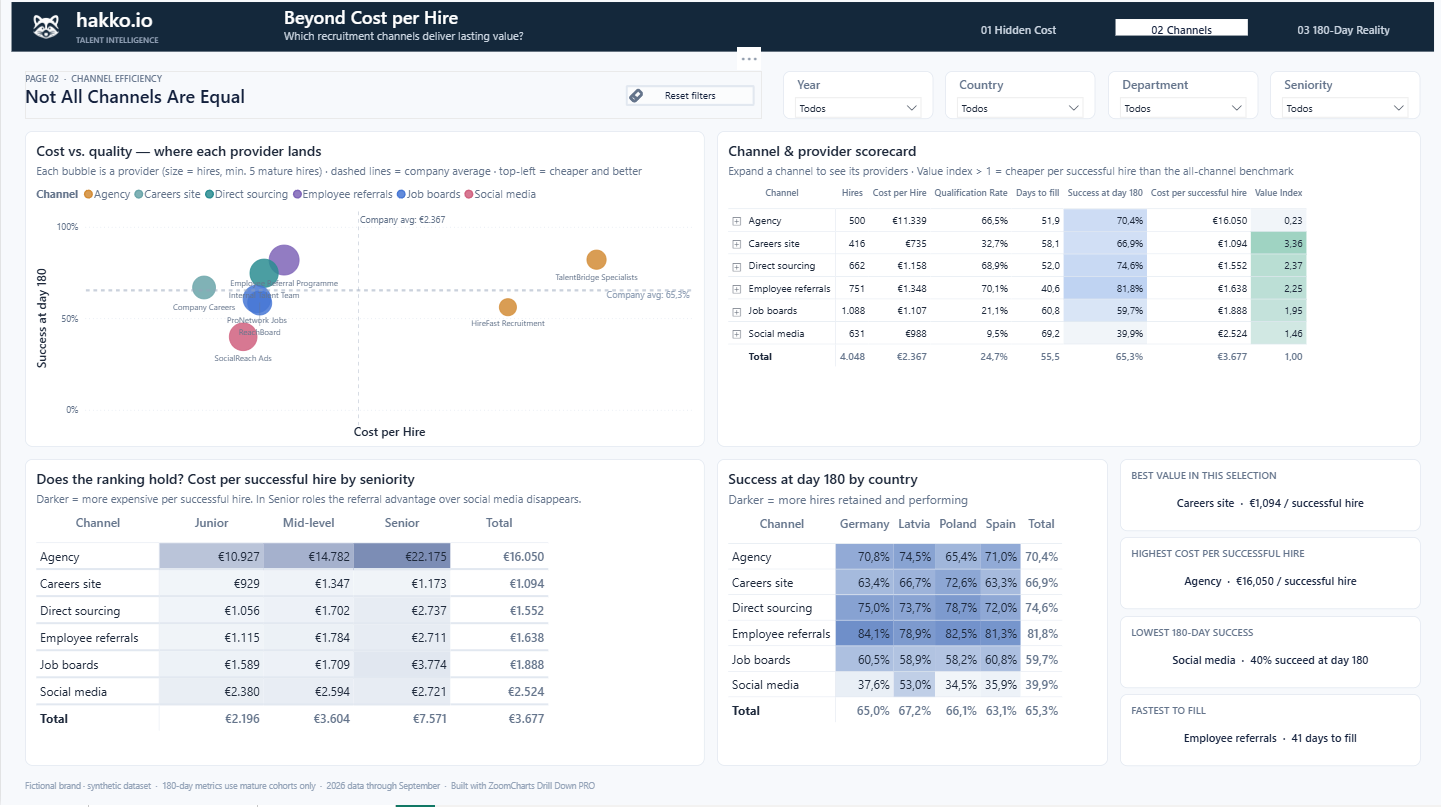 hakko.io
TALENT INTELLIGENCE
Beyond Cost per Hire
Which recruitment channels deliver lasting value?
01 Hidden Cost
02 Channels
03 180-Day Reality
PAGE 02 · CHANNEL EFFICIENCY
Not All Channels Are Equal
Reset filters
Year
Todos
Country
Todos
Department
Todos
Seniority
Todos
Cost vs. quality — where each provider lands
Each bubble is a provider (size = hires, min. 5 mature hires) · dashed lines = company average · top-left = cheaper and better
Channel Agency Careers site Direct sourcing Employee referrals Job boards Social media
Company avg: €2.367
100%
50%
0%
Success at day 180
TalentBridge Specialists
Company avg: 65,3%
Company Careers
ProNetwork Jobs
ReachBoard
HireFast Recruitment
SocialReach Ads
Cost per Hire
Channel & provider scorecard
Expand a channel to see its providers · Value index > 1 = cheaper per successful hire than the all-channel benchmark
Channel Hires Cost per Hire Qualification Rate Days to fill Success at day 180 Cost per successful hire Value Index
Agency 500 €11.339 66,5% 51,9 70,4% €16.050 0,23
Careers site 416 €735 32,7% 58,1 66,9% €1.094 3,36
Direct sourcing 662 €1.158 68,9% 52,0 74,6% €1.552 2,37
Employee referrals 751 €1.348 70,1% 40,6 81,8% €1.638 2,25
Job boards 1.088 €1.107 21,1% 60,8 59,7% €1.888 1,95
Social media 631 €988 9,5% 69,2 39,9% €2.524 1,46
Total 4.048 €2.367 24,7% 55,5 65,3% €3.677 1,00
Does the ranking hold? Cost per successful hire by seniority
Darker = more expensive per successful hire. In Senior roles the referral advantage over social media disappears.
Channel Junior Mid-level Senior Total
Agency €10.927 €14.782 €22.175 €16.050
Careers site €929 €1.347 €1.173 €1.094
Direct sourcing €1.056 €1.702 €2.737 €1.552
Employee referrals €1.115 €1.784 €2.711 €1.638
Job boards €1.589 €1.709 €3.774 €1.888
Social media €2.380 €2.594 €2.721 €2.524
Total €2.196 €3.604 €7.571 €3.677
Success at day 180 by country
Darker = more hires retained and performing
Channel Germany Latvia Poland Spain Total
Agency 70,8% 74,5% 65,4% 71,0% 70,4%
Careers site 63,4% 66,7% 72,6% 63,3% 66,9%
Direct sourcing 75,0% 73,7% 78,7% 72,0% 74,6%
Employee referrals 84,1% 78,9% 82,5% 81,3% 81,8%
Job boards 60,5% 58,9% 58,2% 60,8% 59,7%
Social media 37,6% 53,0% 34,5% 35,9% 39,9%
Total 65,0% 67,2% 66,1% 63,1% 65,3%
BEST VALUE IN THIS SELECTION
Careers site · €1,094 / successful hire
HIGHEST COST PER SUCCESSFUL HIRE
Agency · €16,050 / successful hire
LOWEST 180-DAY SUCCESS
Social media · 40% succeed at day 180
FASTEST TO FILL
Employee referrals · 41 days to fill
Fictional brand · synthetic dataset · 180-day metrics use mature cohorts only · 2026 data through September · Built with ZoomCharts Drill Down PRO